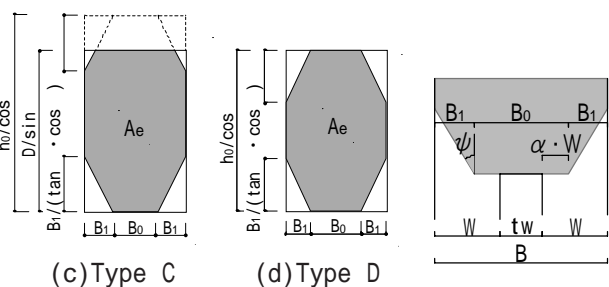 h₀/cos
D/sin
B₁/(tan · cos )
Ae
B₁ B₀ B₁
(c)Type C
h₀/cos
B₁/(tan · cos )
Ae
B₁ B₀ B₁
(d)Type D
B₁ B₀ B₁
ψ
α·W
W tw W
B